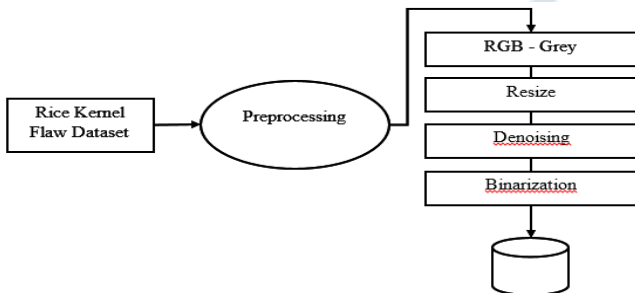 Rice Kernel
Flaw Dataset
Preprocessing
RGB - Grey
Resize
Denoising
Binarization